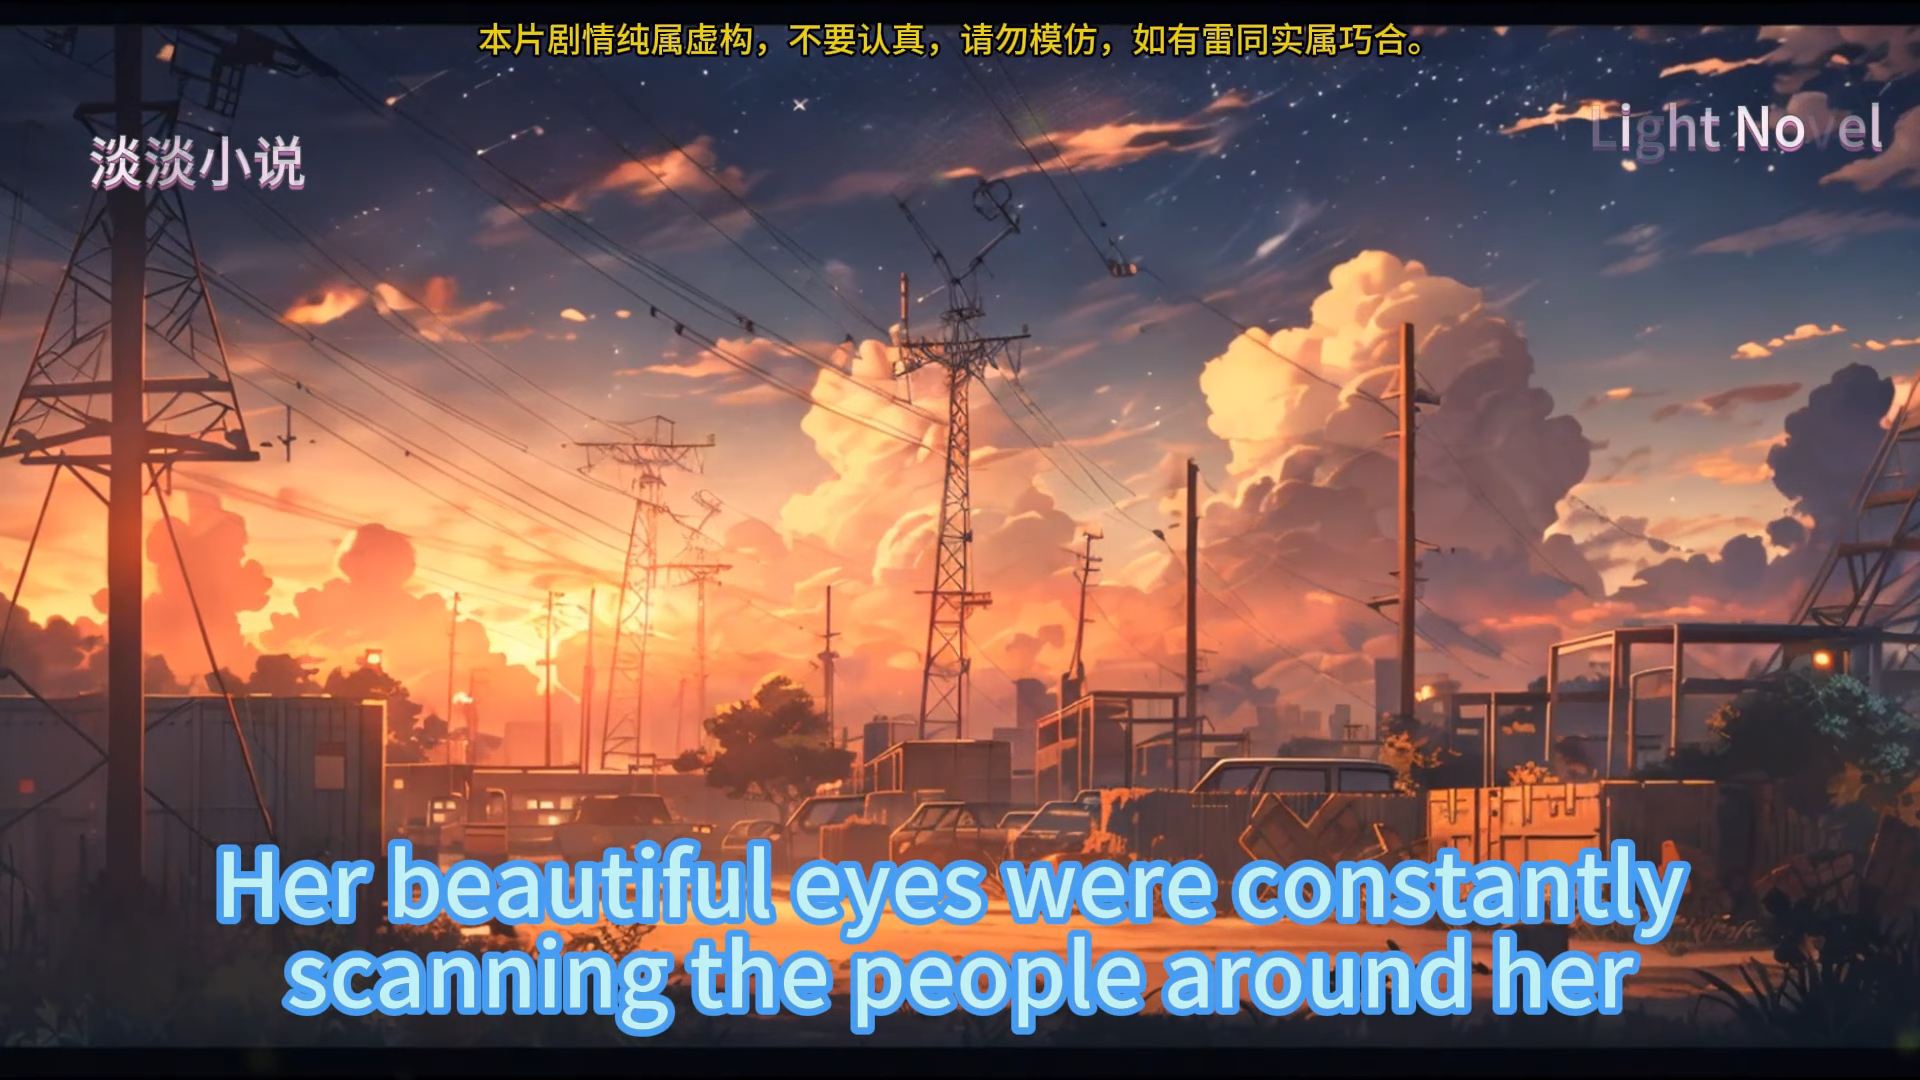 本片剧情纯属虚构，不要认真，请勿模仿，如有雷同实属巧合。
淡淡小说
Light Novel
Her beautiful eyes were constantly
scanning the people around her